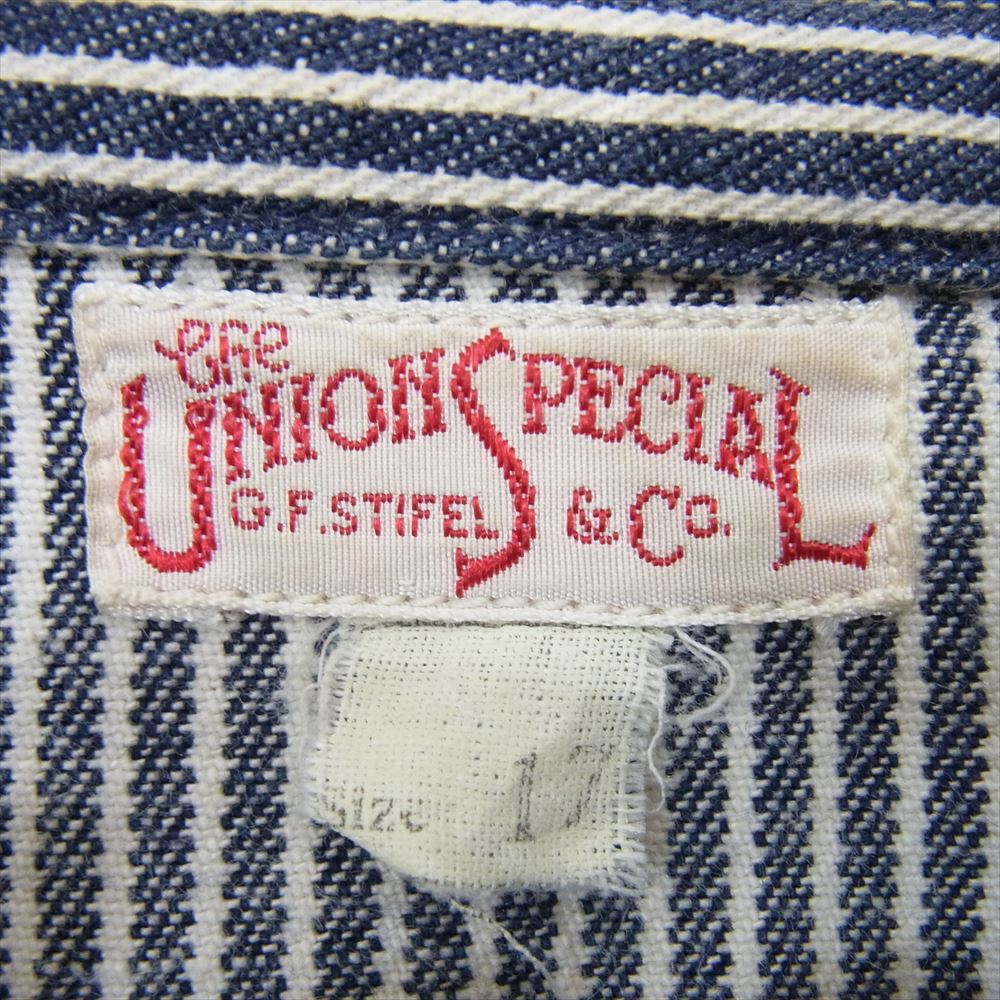 The
UNION SPECIAL
G.F. STIFEL & Co.
Size 17